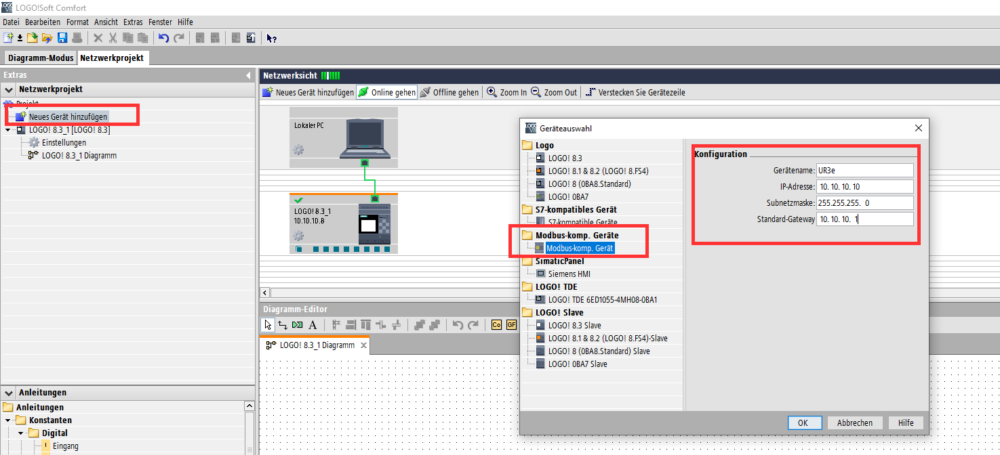 LOGO!Soft Comfort
Datei Bearbeiten Format Ansicht Extras Fenster Hilfe
Diagramm-Modus Netzwerkprojekt
Extras
Netzwerkprojekt
Projekt
Neues Gerät hinzufügen
LOGO! 8.3_1 [LOGO! 8.3]
Einstellungen
LOGO! 8.3_1 Diagramm
Anleitungen
Anleitungen
Konstanten
Digital
I Eingang
Netzwerksicht
Neues Gerät hinzufügen Online gehen Offline gehen Zoom In Zoom Out Verstecken Sie Gerätezeile
Lokaler PC
LOGO! 8.3_1
10.10.10.8
Diagramm-Editor
A Co GF
LOGO! 8.3_1 Diagramm
Geräteauswahl
Logo
LOGO! 8.3
LOGO! 8.1 & 8.2 (LOGO! 8.FS4)
LOGO! 8 (0BA8.Standard)
LOGO! 0BA7
S7-kompatibles Gerät
S7-kompatible Geräte
Modbus-komp. Geräte
Modbus-komp. Gerät
SimaticPanel
Siemens HMI
LOGO! TDE
LOGO! TDE 6ED1055-4MH08-0BA1
LOGO! Slave
LOGO! 8.3 Slave
LOGO! 8.1 & 8.2 (LOGO! 8.FS4)-Slave
LOGO! 8 (0BA8.Standard) Slave
LOGO! 0BA7 Slave
Konfiguration
Gerätename: UR3e
IP-Adresse: 10. 10. 10. 10
Subnetzmaske: 255.255.255. 0
Standard-Gateway 10. 10. 10. 1
OK Abbrechen Hilfe